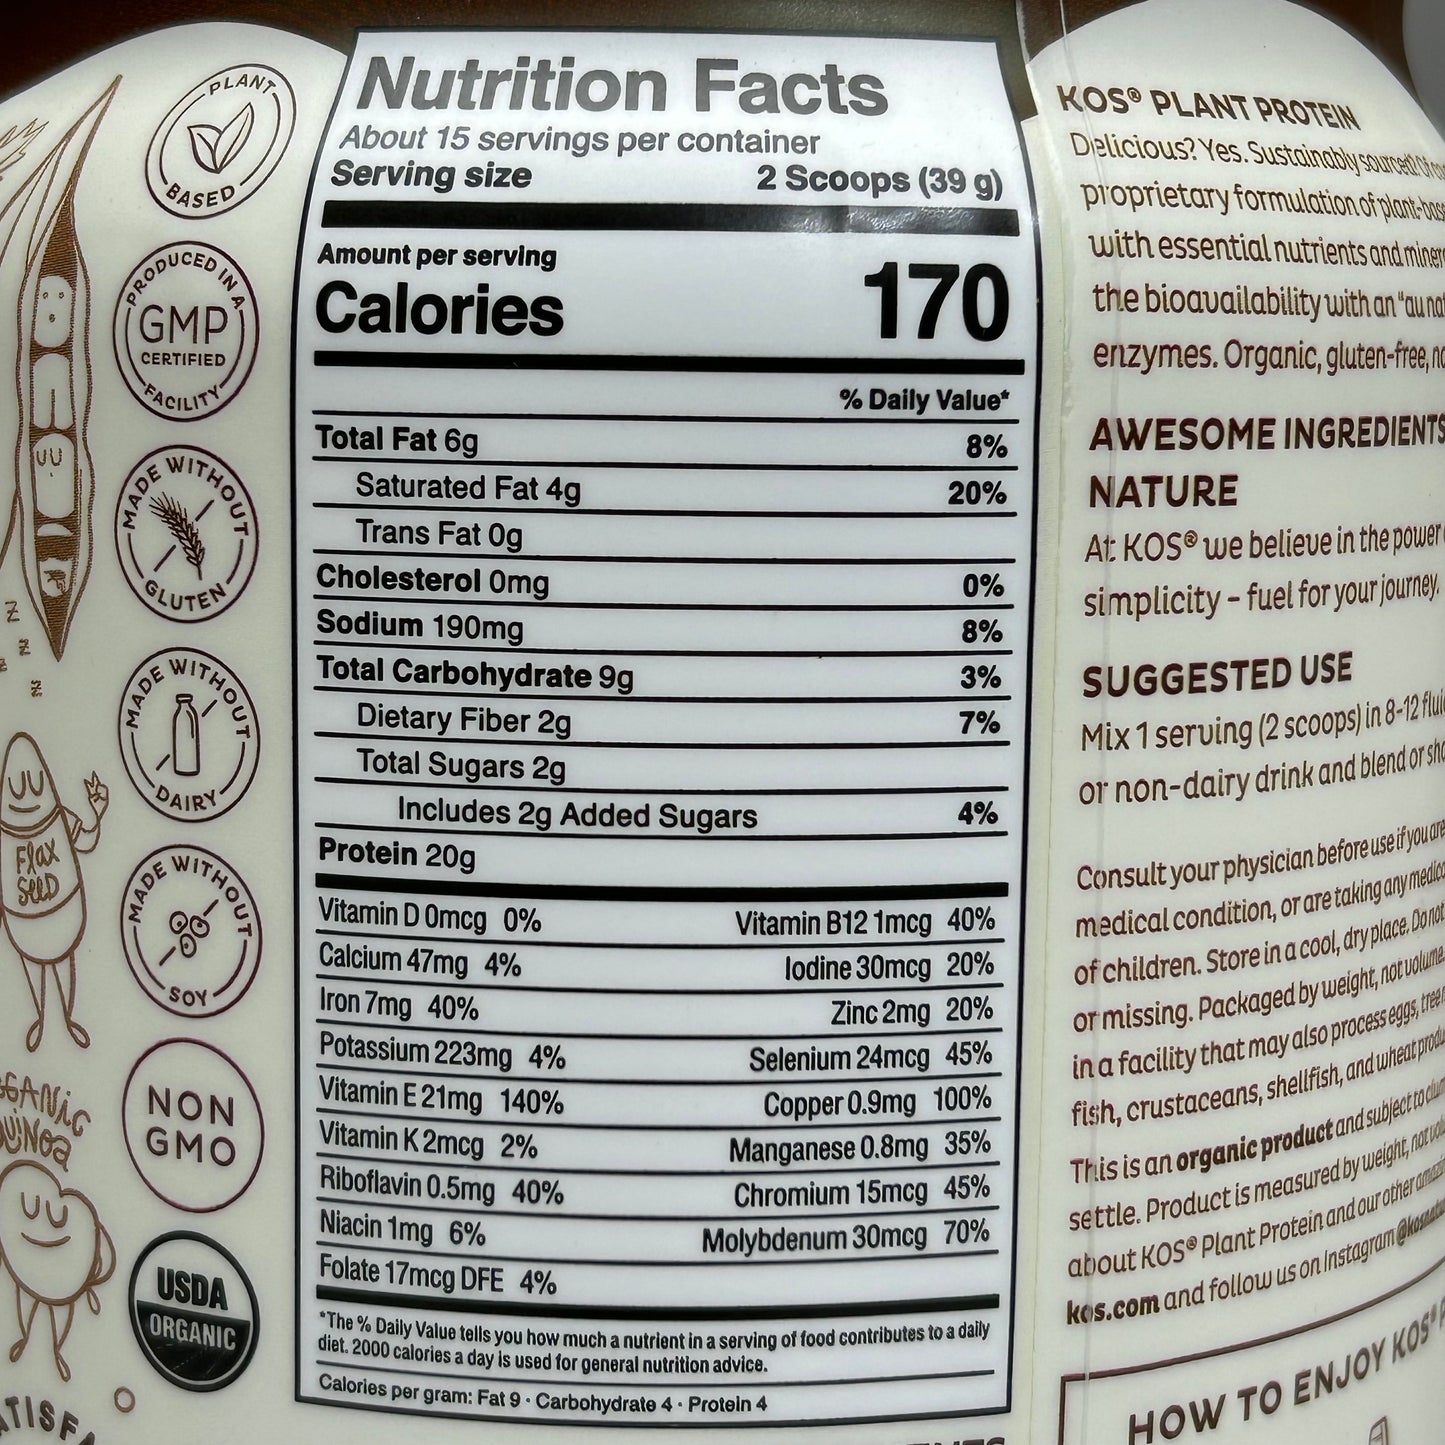 PLANT
BASED
PRODUCED IN A
GMP
CERTIFIED
FACILITY
MADE WITHOUT
GLUTEN
MADE WITHOUT
DAIRY
MADE WITHOUT
SOY
NON
GMO
USDA
ORGANIC
z
z
z
z
z
Flax
SeeD
Nutrition Facts
About 15 servings per container
Serving size 2 Scoops (39 g)
Amount per serving
Calories 170
% Daily Value*
Total Fat 6g 8%
Saturated Fat 4g 20%
Trans Fat 0g
Cholesterol 0mg 0%
Sodium 190mg 8%
Total Carbohydrate 9g 3%
Dietary Fiber 2g 7%
Total Sugars 2g
Includes 2g Added Sugars 4%
Protein 20g
Vitamin D 0mcg 0% Vitamin B12 1mcg 40%
Calcium 47mg 4% Iodine 30mcg 20%
Iron 7mg 40% Zinc 2mg 20%
Potassium 223mg 4% Selenium 24mcg 45%
Vitamin E 21mg 140% Copper 0.9mg 100%
Vitamin K 2mcg 2% Manganese 0.8mg 35%
Riboflavin 0.5mg 40% Chromium 15mcg 45%
Niacin 1mg 6% Molybdenum 30mcg 70%
Folate 17mcg DFE 4%
*The % Daily Value tells you how much a nutrient in a serving of food contributes to a daily
diet. 2000 calories a day is used for general nutrition advice.
Calories per gram: Fat 9 · Carbohydrate 4 · Protein 4
KOS® PLANT PROTEIN
Delicious? Yes. Sustainably sourced?
proprietary formulation of
with essential nutrients and
the bioavailability with an "au
enzymes. Organic, gluten-free,
AWESOME INGREDIENTS
NATURE
At KOS® we believe in the power
simplicity – fuel for your journey.
SUGGESTED USE
Mix 1 serving (2 scoops) in 8-12
or non-dairy drink and blend or
Consult your physician before use if you are
medical condition, or are taking any
of children. Store in a cool, dry place. Do not
or missing. Packaged by weight, not volume.
in a facility that may also process eggs, tree
fish, crustaceans, shellfish, and wheat
This is an organic product and subject to
settle. Product is measured by weight, not
about KOS® Plant Protein and our other
kos.com and follow us on Instagram
HOW TO ENJOY KOS®